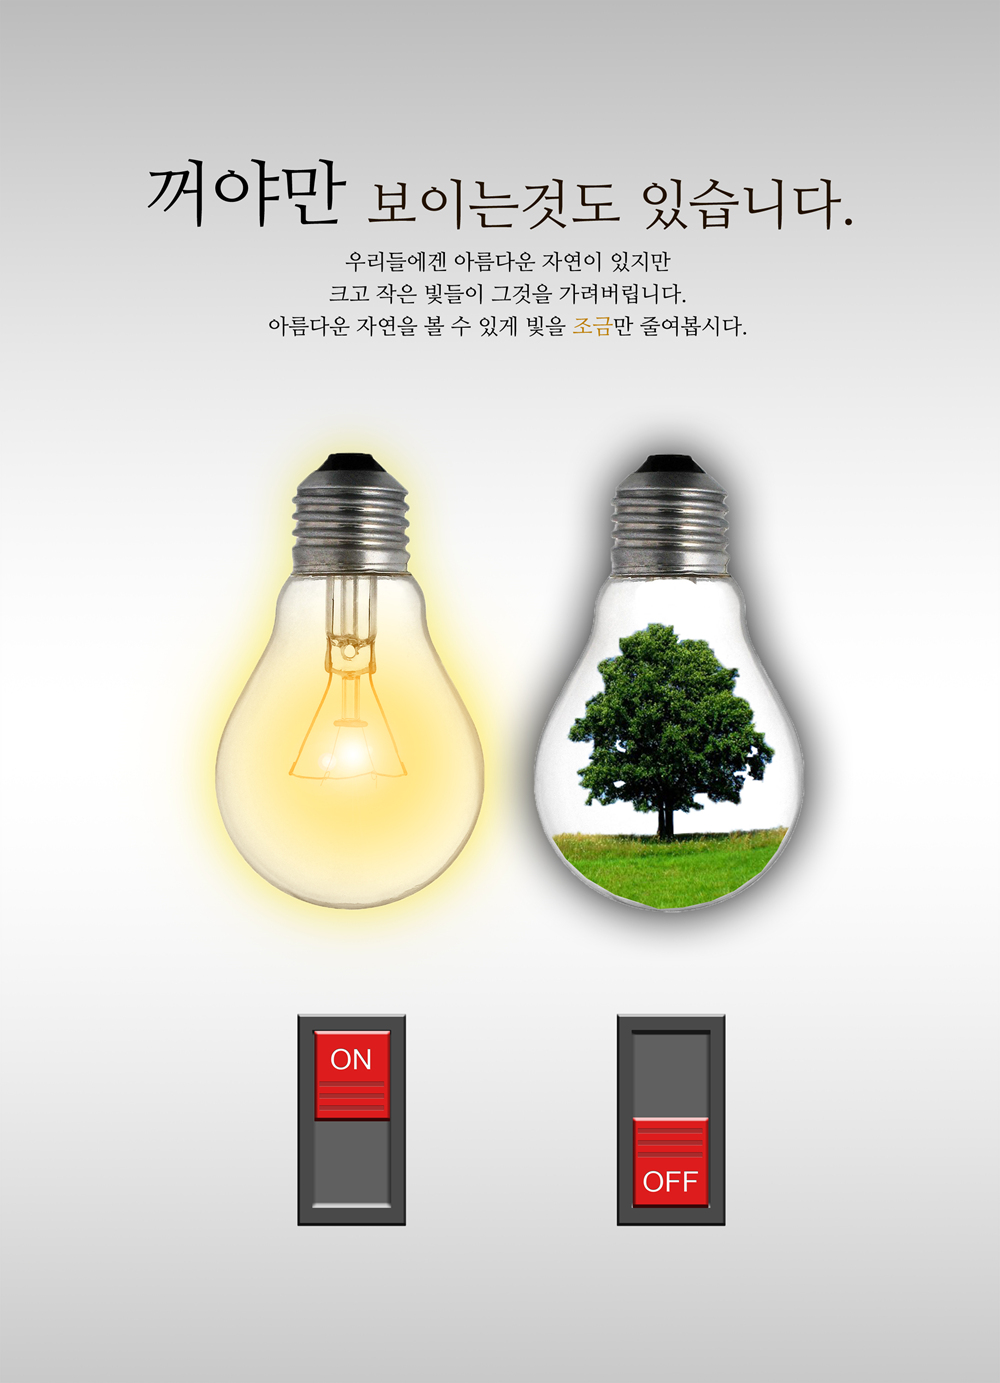 꺼야만 보이는것도 있습니다.
우리들에겐 아름다운 자연이 있지만
크고 작은 빛들이 그것을 가려버립니다.
아름다운 자연을 볼 수 있게 빛을 조금만 줄여봅시다.
ON
OFF